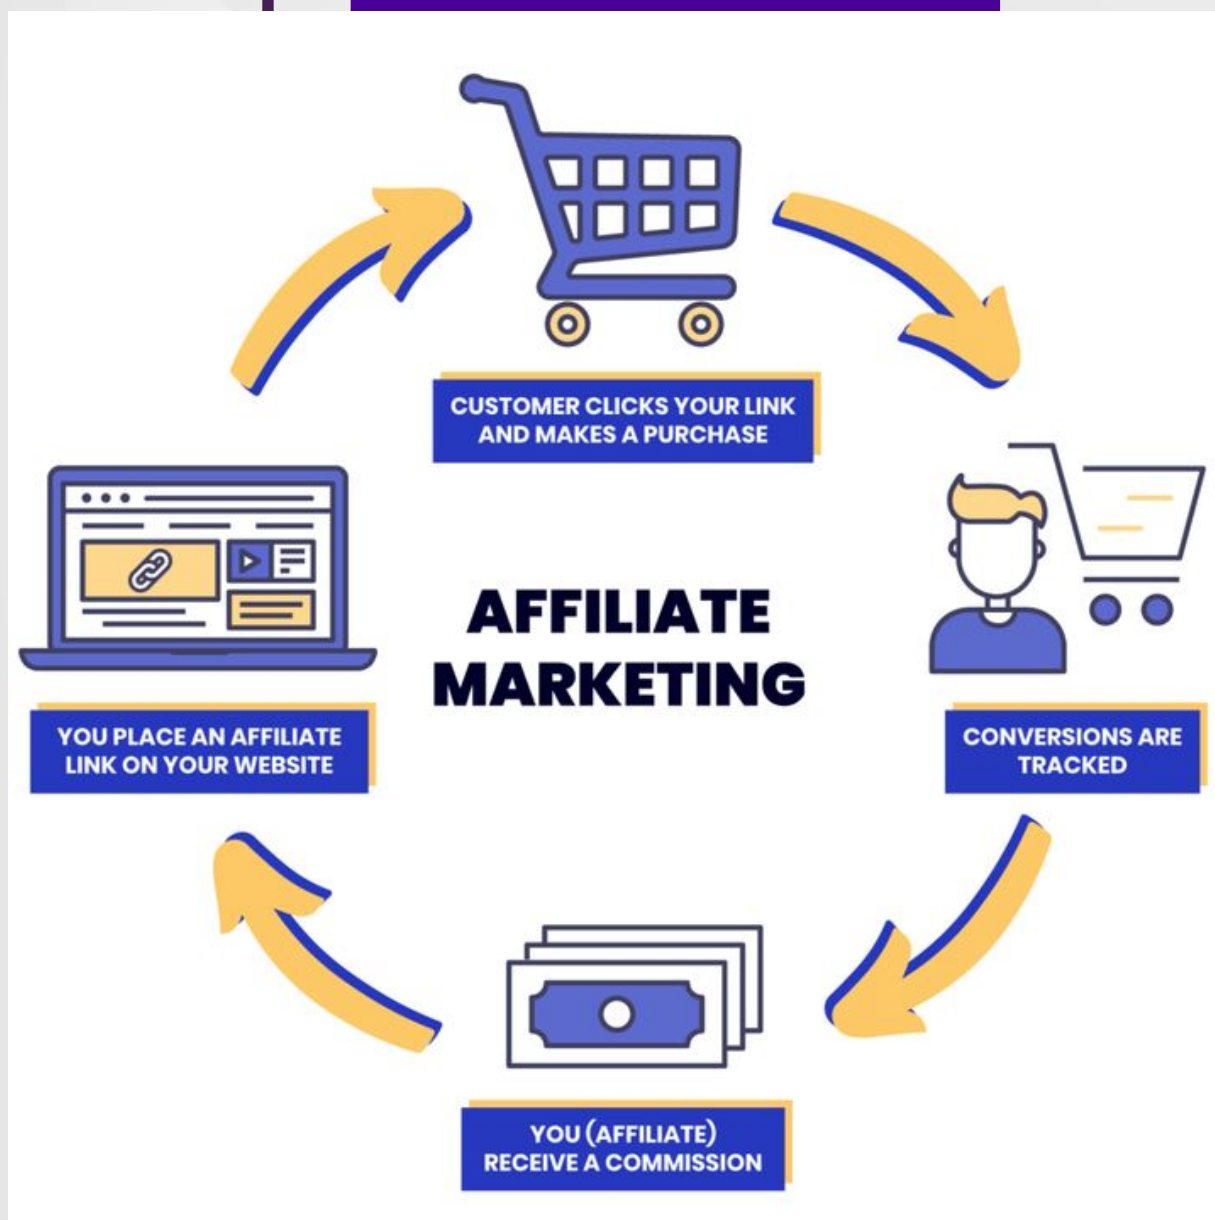 CUSTOMER CLICKS YOUR LINK
AND MAKES A PURCHASE
AFFILIATE
MARKETING
YOU PLACE AN AFFILIATE
LINK ON YOUR WEBSITE
CONVERSIONS ARE
TRACKED
YOU (AFFILIATE)
RECEIVE A COMMISSION